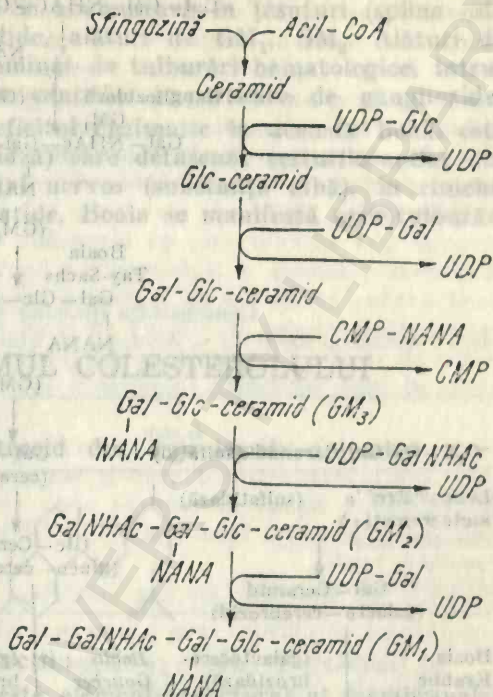 Sfingozină Acil-CoA
Ceramid
UDP-Glc
UDP
Glc-ceramid
UDP-Gal
UDP
Gal-Glc-ceramid
CMP-NANA
CMP
Gal-Glc-ceramid (GM₃)
NANA
UDP-GalNHAc
UDP
GalNHAc-Gal-Glc-ceramid (GM₂)
NANA
UDP-Gal
UDP
Gal-GalNHAc-Gal-Glc-ceramid (GM₁)
NANA